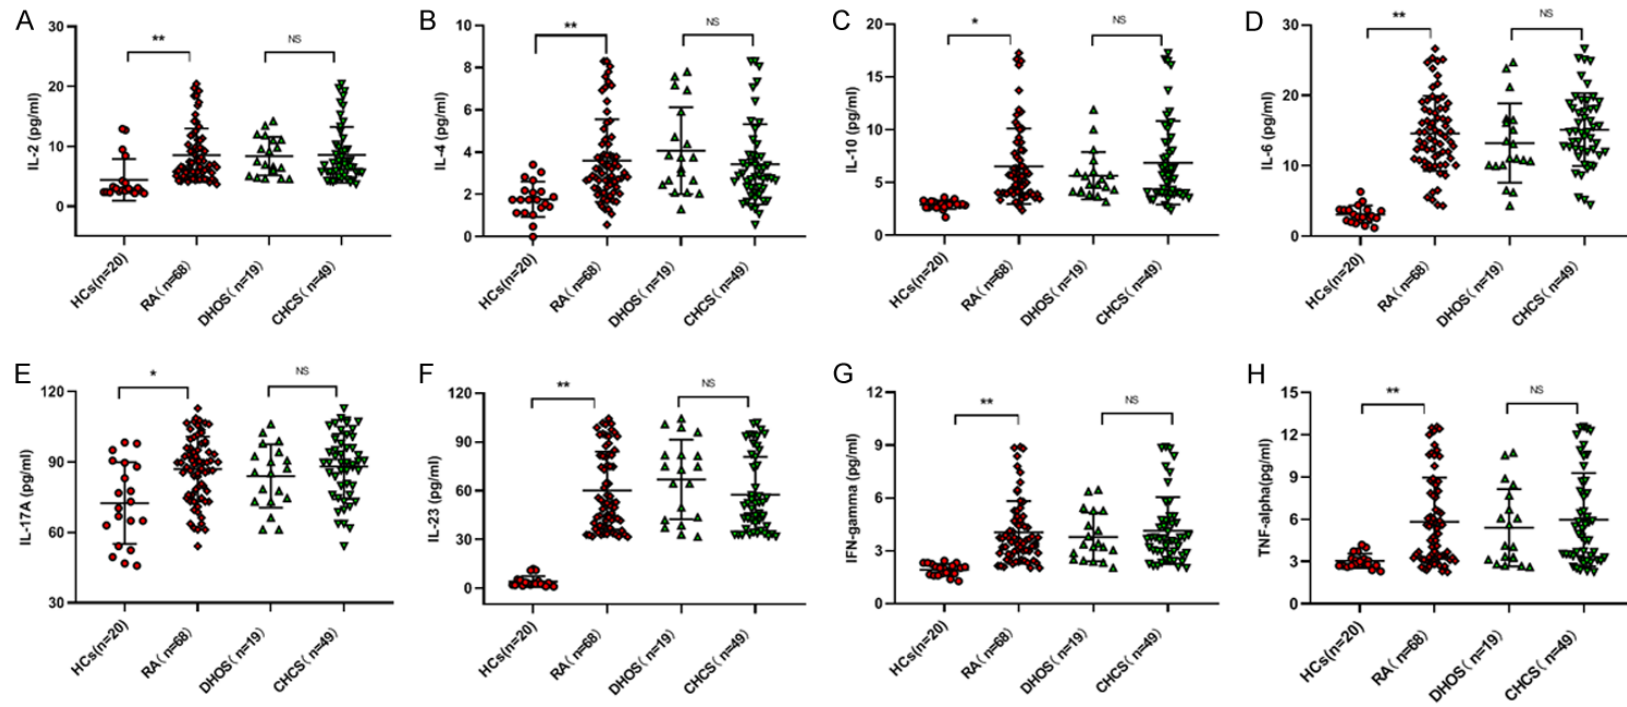 A
IL-2 (pg/ml)
30
20
10
0
**
NS
HCs(n=20)
RA( n=68)
DHOS( n=19)
CHCS( n=49)
B
IL-4 (pg/ml)
10
8
6
4
2
0
**
NS
HCs(n=20)
RA( n=68)
DHOS( n=19)
CHCS( n=49)
C
IL-10 (pg/ml)
20
15
10
5
0
*
NS
HCs(n=20)
RA( n=68)
DHOS( n=19)
CHCS( n=49)
D
IL-6 (pg/ml)
30
20
10
0
**
NS
HCs(n=20)
RA( n=68)
DHOS( n=19)
CHCS( n=49)
E
IL-17A (pg/ml)
120
90
60
30
*
NS
HCs(n=20)
RA( n=68)
DHOS( n=19)
CHCS( n=49)
F
IL-23 (pg/ml)
120
90
60
30
0
**
NS
HCs(n=20)
RA( n=68)
DHOS( n=19)
CHCS( n=49)
G
IFN-gamma (pg/ml)
12
9
6
3
0
**
NS
HCs(n=20)
RA( n=68)
DHOS( n=19)
CHCS( n=49)
H
TNF-alpha(pg/ml)
15
12
9
6
3
0
**
NS
HCs(n=20)
RA( n=68)
DHOS( n=19)
CHCS( n=49)